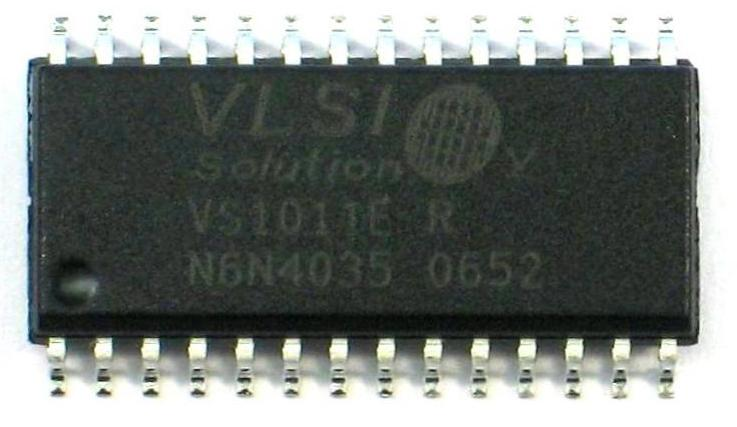 VLSI
Solution Y
VS1011E R
N6N4035 0652